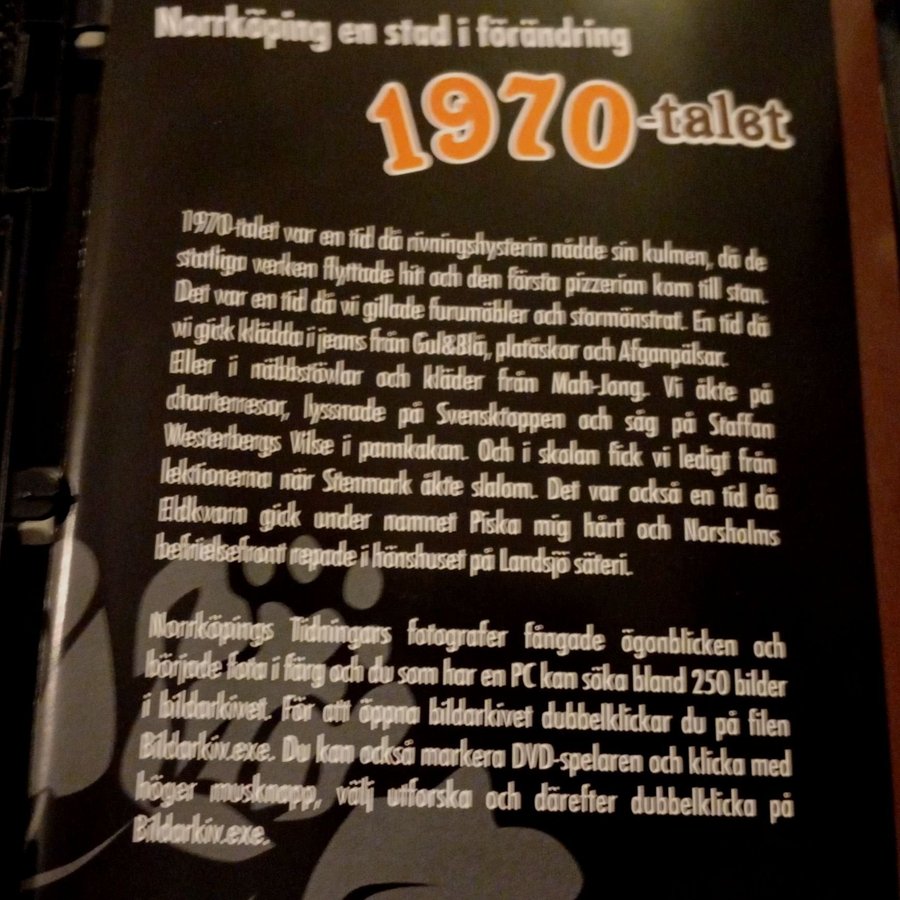 Norrköping en stad i förändring
1970-talet
1970-talet var en tid då rivningshysterin nådde sin kulmen, då de
statliga verken flyttade hit och den första pizzerian kom till stan.
Det var en tid då vi gillade furumöbler och stormönstrat. En tid då
vi gick klädda i jeans från Gul&Blå, platåskor och Afganpälsar.
Eller i näbbstövlar och kläder från Mah-Jong. Vi åkte på
charterresor, lyssnade på Svensktoppen och såg på Staffan
Westerbergs Vilse i pannkakan. Och i skolan fick vi ledigt från
lektionerna när Stenmark åkte slalom. Det var också en tid då
Eldkvarn gick under namnet Piska mig hårt och Norsholms
befrielsefront repade i hönshuset på Landsjö säteri.
Norrköpings Tidningars fotografer fångade ögonblicken och
började fota i färg och du som har en PC kan söka bland 250 bilder
i bildarkivet. För att öppna bildarkivet dubbelklickar du på filen
Bildarkiv.exe. Du kan också markera DVD-spelaren och klicka med
höger musknapp, välj utforska och därefter dubbelklicka på
Bildarkiv.exe.